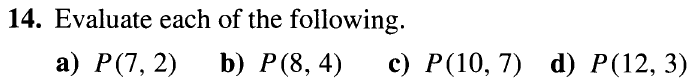 14. Evaluate each of the following.
a) P(7, 2) b) P(8, 4) c) P(10, 7) d) P(12, 3)